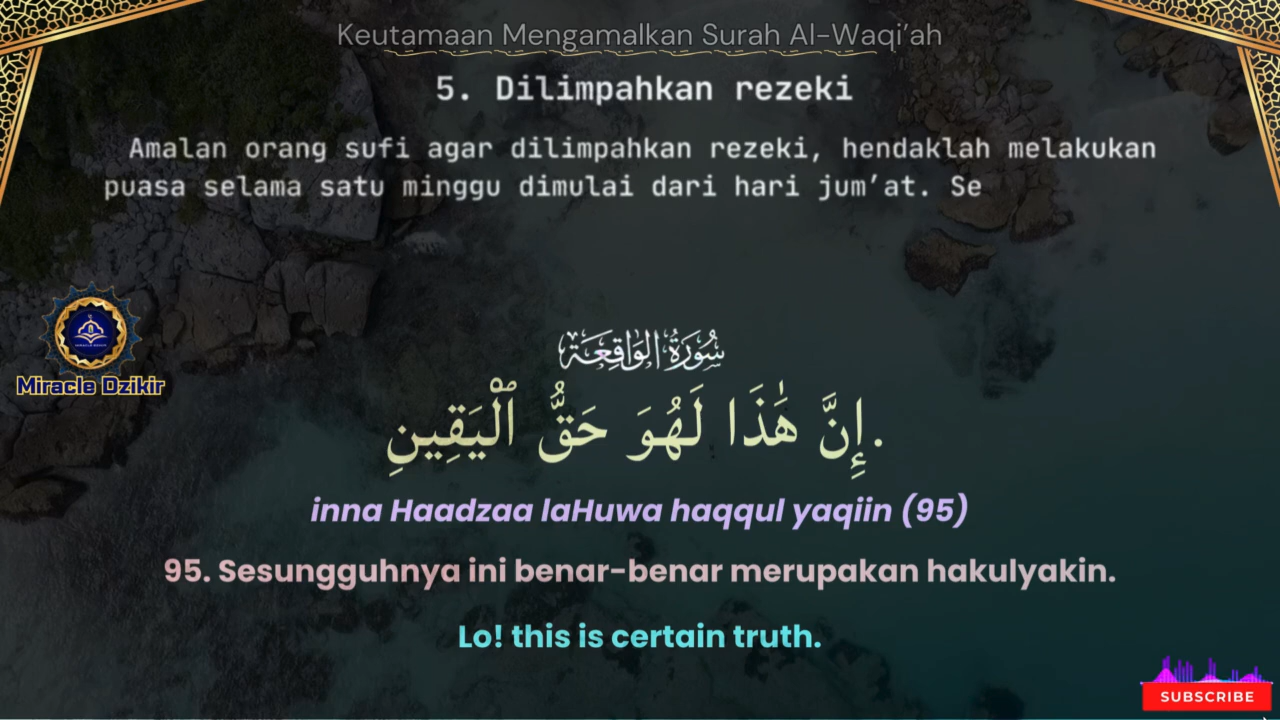 Keutamaan Mengamalkan Surah Al-Waqi’ah
5. Dilimpahkan rezeki
Amalan orang sufi agar dilimpahkan rezeki, hendaklah melakukan
puasa selama satu minggu dimulai dari hari jum’at. Se
سُورَةُ الوَاقِعَة
إِنَّ هَٰذَا لَهُوَ حَقُّ ٱلْيَقِينِ.
Miracle Dzikir
inna Haadzaa laHuwa haqqul yaqiin (95)
95. Sesungguhnya ini benar-benar merupakan hakulyakin.
Lo! this is certain truth.
SUBSCRIBE